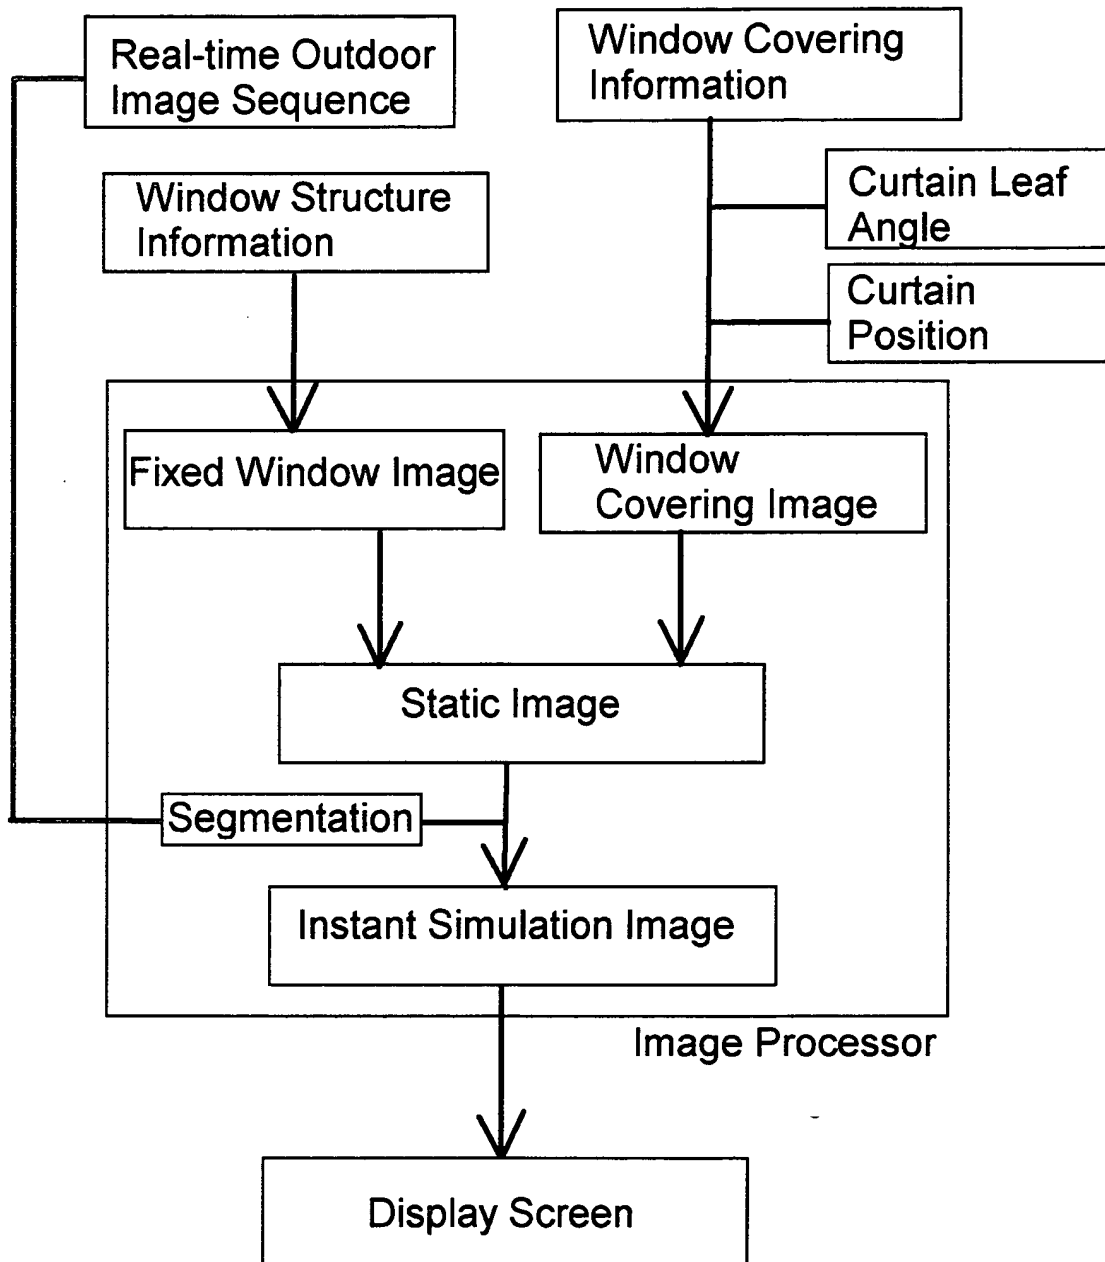 Real-time Outdoor
Image Sequence
Window Covering
Information
Window Structure
Information
Curtain Leaf
Angle
Curtain
Position
Fixed Window Image
Window
Covering Image
Static Image
Segmentation
Instant Simulation Image
Image Processor
Display Screen